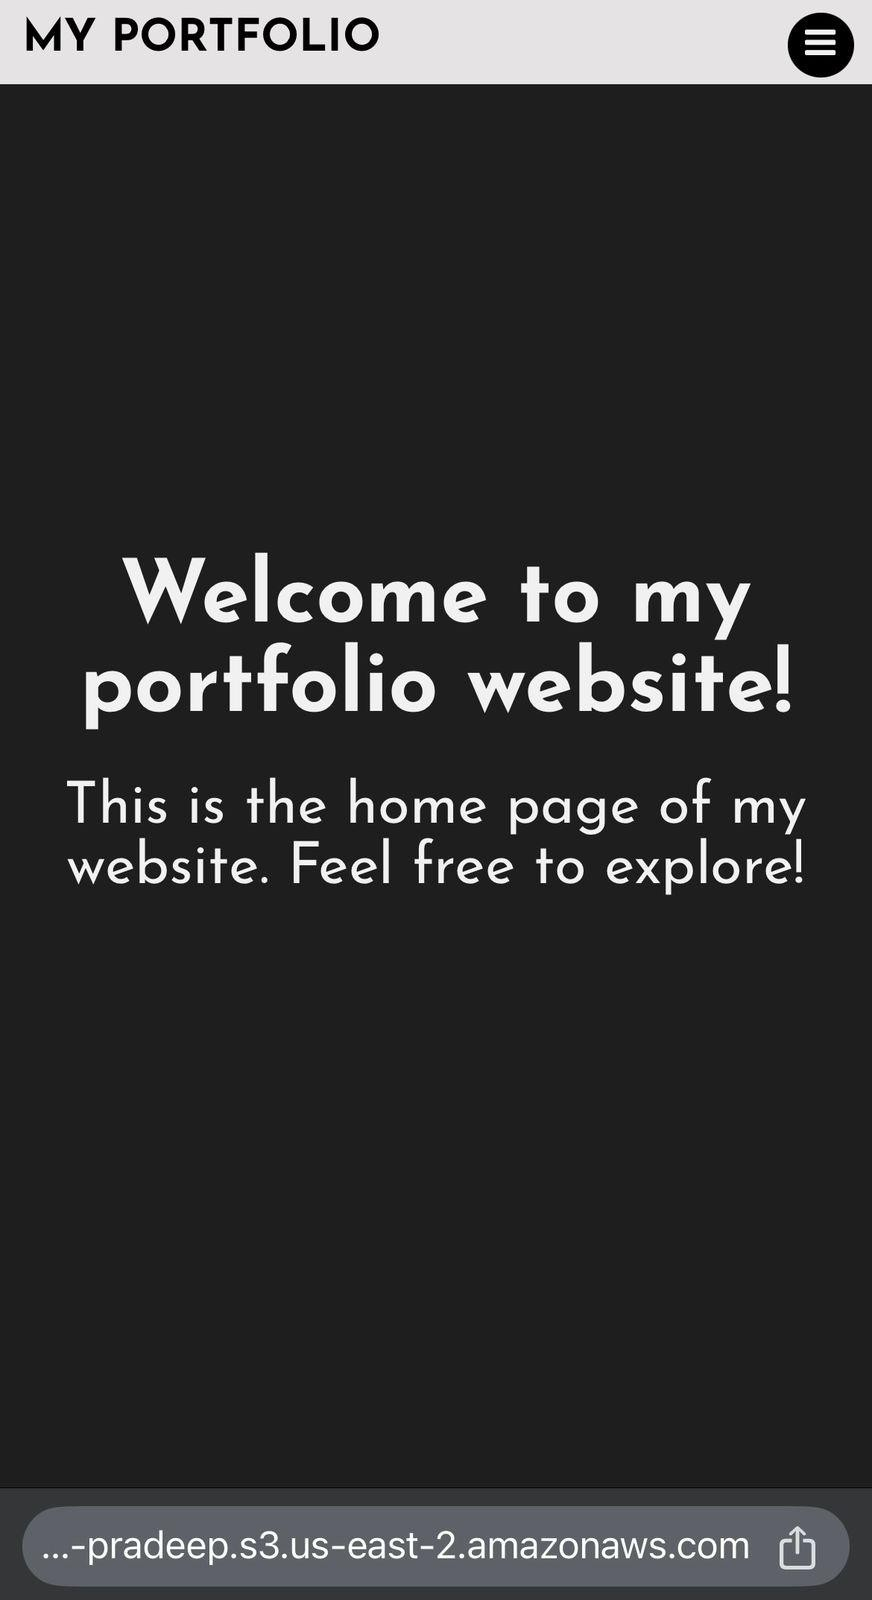 MY PORTFOLIO
Welcome to my
portfolio website!
This is the home page of my
website. Feel free to explore!
...-pradeep.s3.us-east-2.amazonaws.com